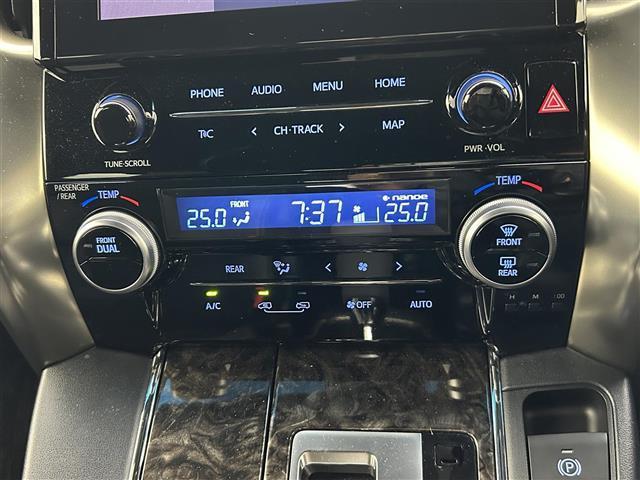 PHONE AUDIO MENU HOME
TUNE·SCROLL T&C CH·TRACK MAP PWR·VOL
PASSENGER
/ REAR
TEMP TEMP
FRONT nanoe
25.0 7:37 25.0
FRONT
DUAL
FRONT
REAR
REAR
A/C OFF AUTO
H M :00
P